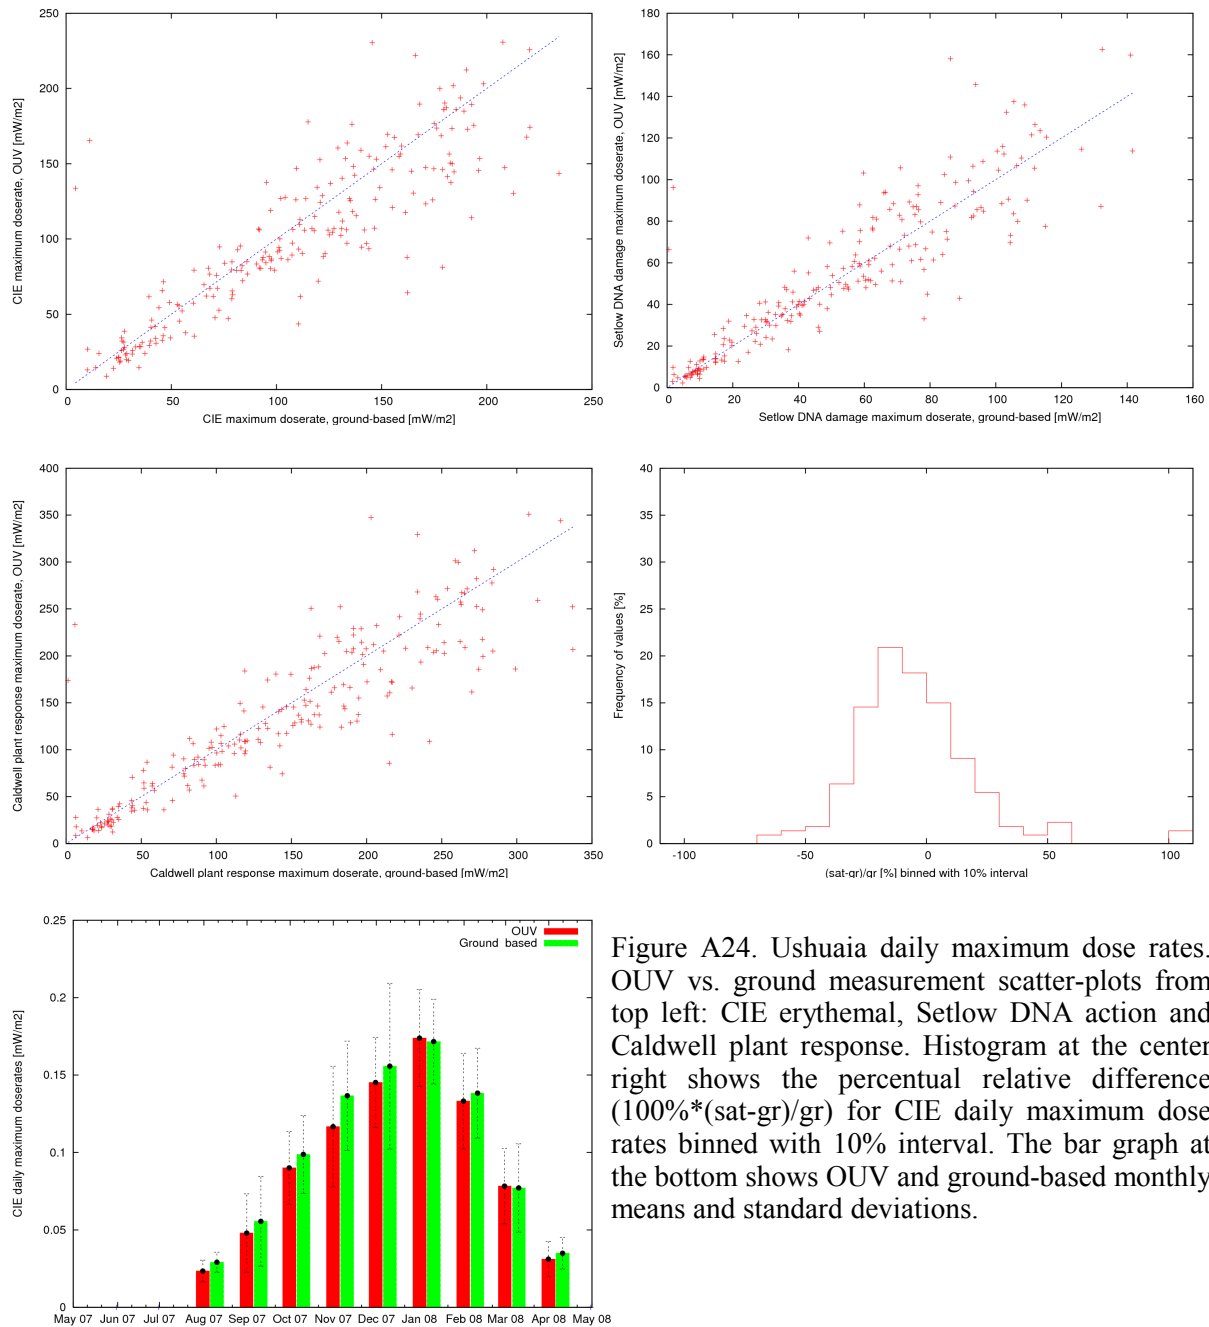 CIE maximum doserate, OUV [mW/m2]
250
200
150
100
50
0
0 50 100 150 200 250
CIE maximum doserate, ground-based [mW/m2]
Setlow DNA damage maximum doserate, OUV [mW/m2]
180
160
140
120
100
80
60
40
20
0
0 20 40 60 80 100 120 140 160
Setlow DNA damage maximum doserate, ground-based [mW/m2]
Caldwell plant response maximum doserate, OUV [mW/m2]
400
350
300
250
200
150
100
50
0
0 50 100 150 200 250 300 350
Caldwell plant response maximum doserate, ground-based [mW/m2]
Frequency of values [%]
40
35
30
25
20
15
10
5
0
-100 -50 0 50 100
(sat-gr)/gr [%] binned with 10% interval
CIE daily maximum doserates [mW/m2]
0.25
0.2
0.15
0.1
0.05
0
OUV
Ground based
May 07 Jun 07 Jul 07 Aug 07 Sep 07 Oct 07 Nov 07 Dec 07 Jan 08 Feb 08 Mar 08 Apr 08 May 08
Figure A24. Ushuaia daily maximum dose rates.
OUV vs. ground measurement scatter-plots from
top left: CIE erythemal, Setlow DNA action and
Caldwell plant response. Histogram at the center
right shows the percentual relative difference
(100%*(sat-gr)/gr) for CIE daily maximum dose
rates binned with 10% interval. The bar graph at
the bottom shows OUV and ground-based monthly
means and standard deviations.